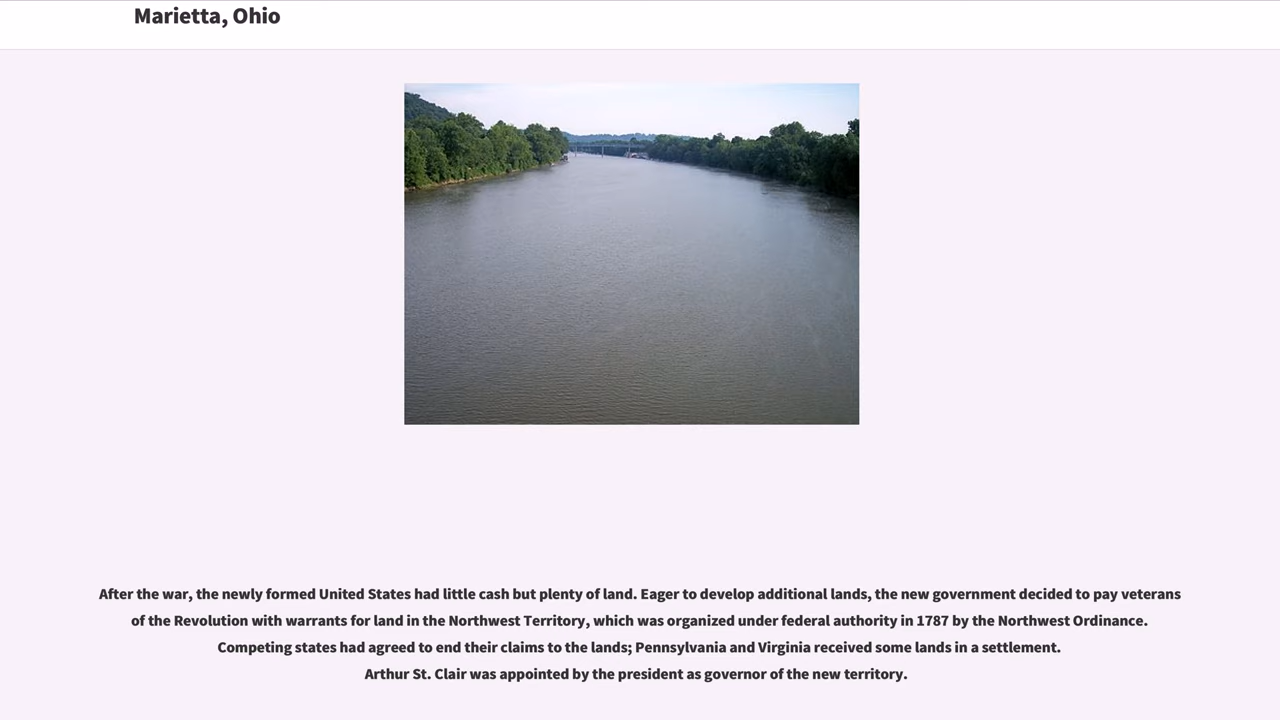 Marietta, Ohio
After the war, the newly formed United States had little cash but plenty of land. Eager to develop additional lands, the new government decided to pay veterans
of the Revolution with warrants for land in the Northwest Territory, which was organized under federal authority in 1787 by the Northwest Ordinance.
Competing states had agreed to end their claims to the lands; Pennsylvania and Virginia received some lands in a settlement.
Arthur St. Clair was appointed by the president as governor of the new territory.